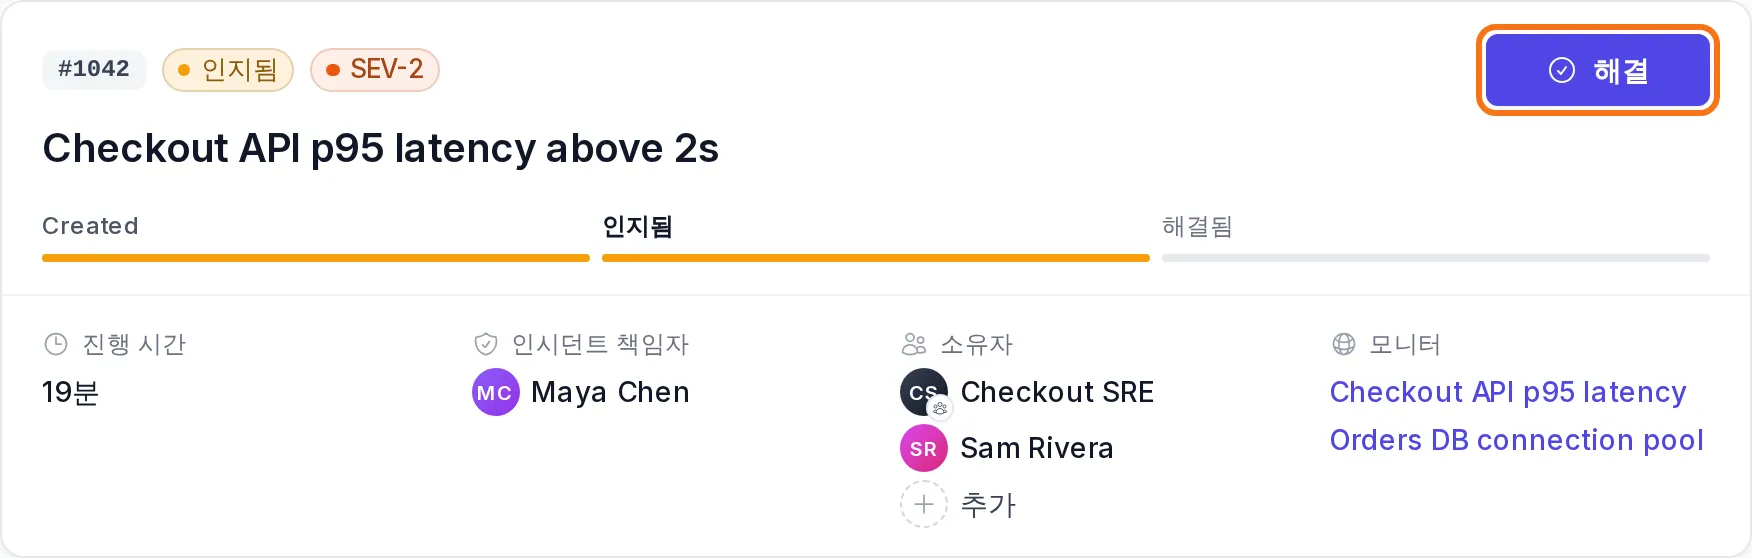 #1042
인지됨
SEV-2
해결
Checkout API p95 latency above 2s
Created
인지됨
해결됨
진행 시간
19분
인시던트 책임자
MC
Maya Chen
소유자
CS
Checkout SRE
SR
Sam Rivera
추가
모니터
Checkout API p95 latency
Orders DB connection pool